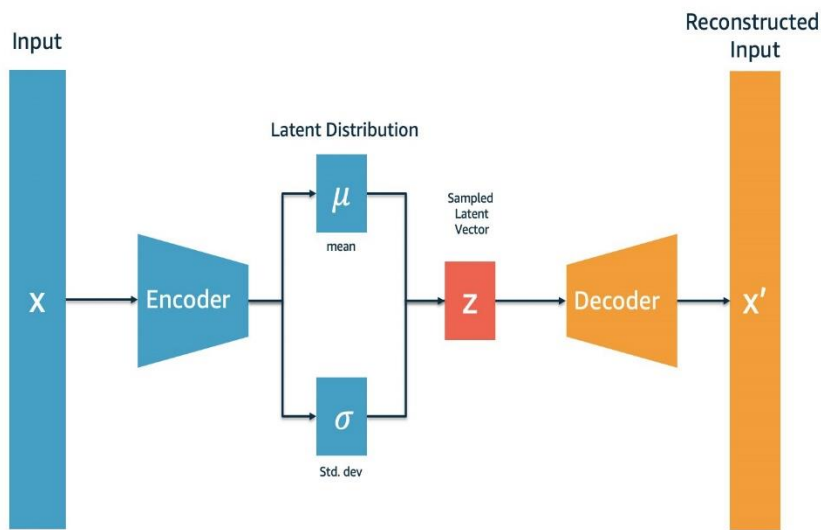 Input
Reconstructed
Input
Latent Distribution
μ
mean
Sampled
Latent
Vector
X
Encoder
Z
Decoder
X'
σ
Std. dev